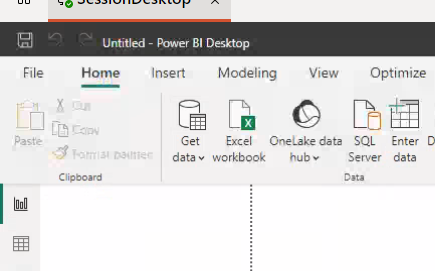 SessionDesktop
Untitled - Power BI Desktop
File Home Insert Modeling View Optimize
Paste
Cut
Copy
Format painter
Clipboard
Get data
Excel workbook
OneLake data hub
SQL Server
Enter data
D
Data